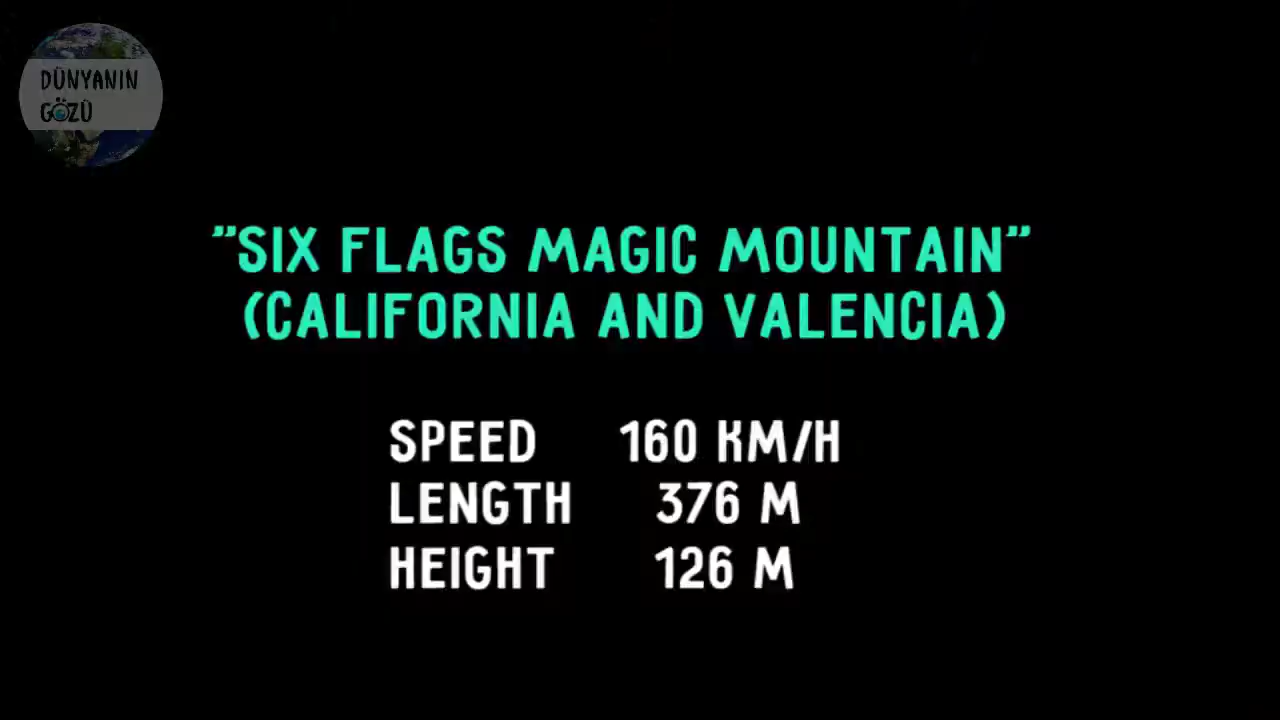 DÜNYANIN
GÖZÜ
"SIX FLAGS MAGIC MOUNTAIN"
(CALIFORNIA AND VALENCIA)
SPEED 160 KM/H
LENGTH 376 M
HEIGHT 126 M